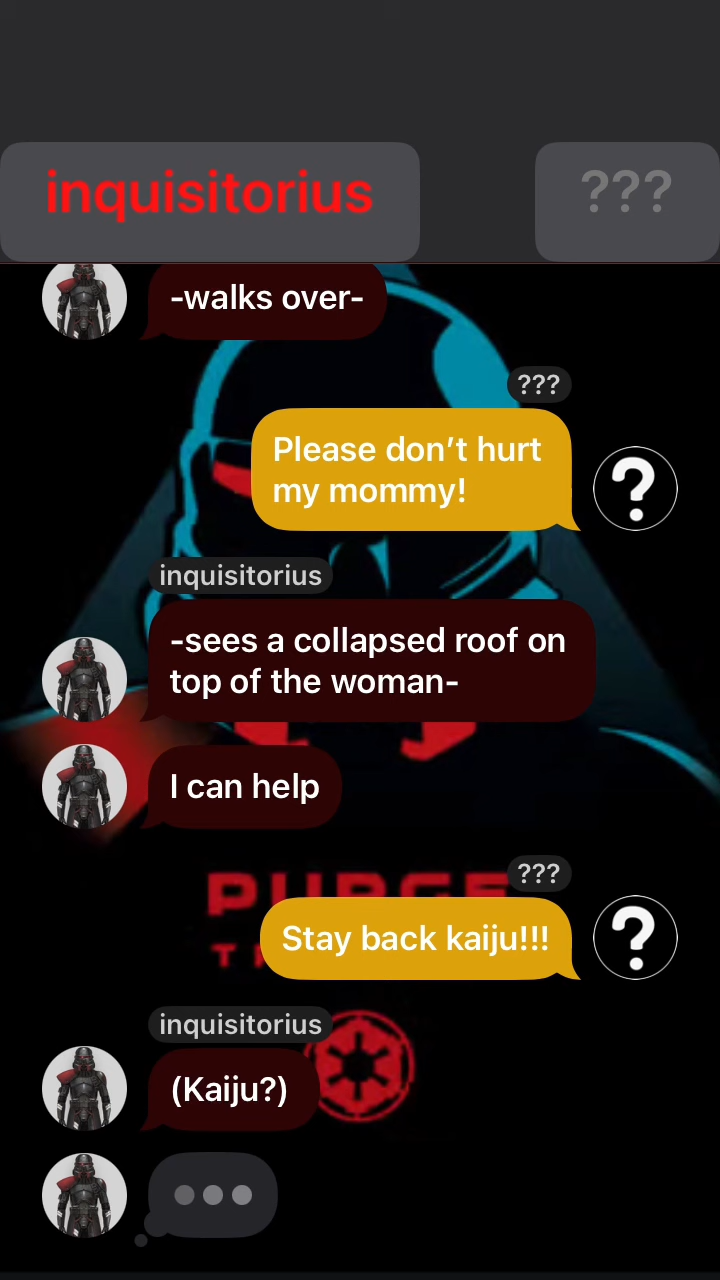 inquisitorius
???
-walks over-
???
Please don’t hurt
my mommy!
inquisitorius
-sees a collapsed roof on
top of the woman-
I can help
PURGE
???
Stay back kaiju!!!
inquisitorius
(Kaiju?)